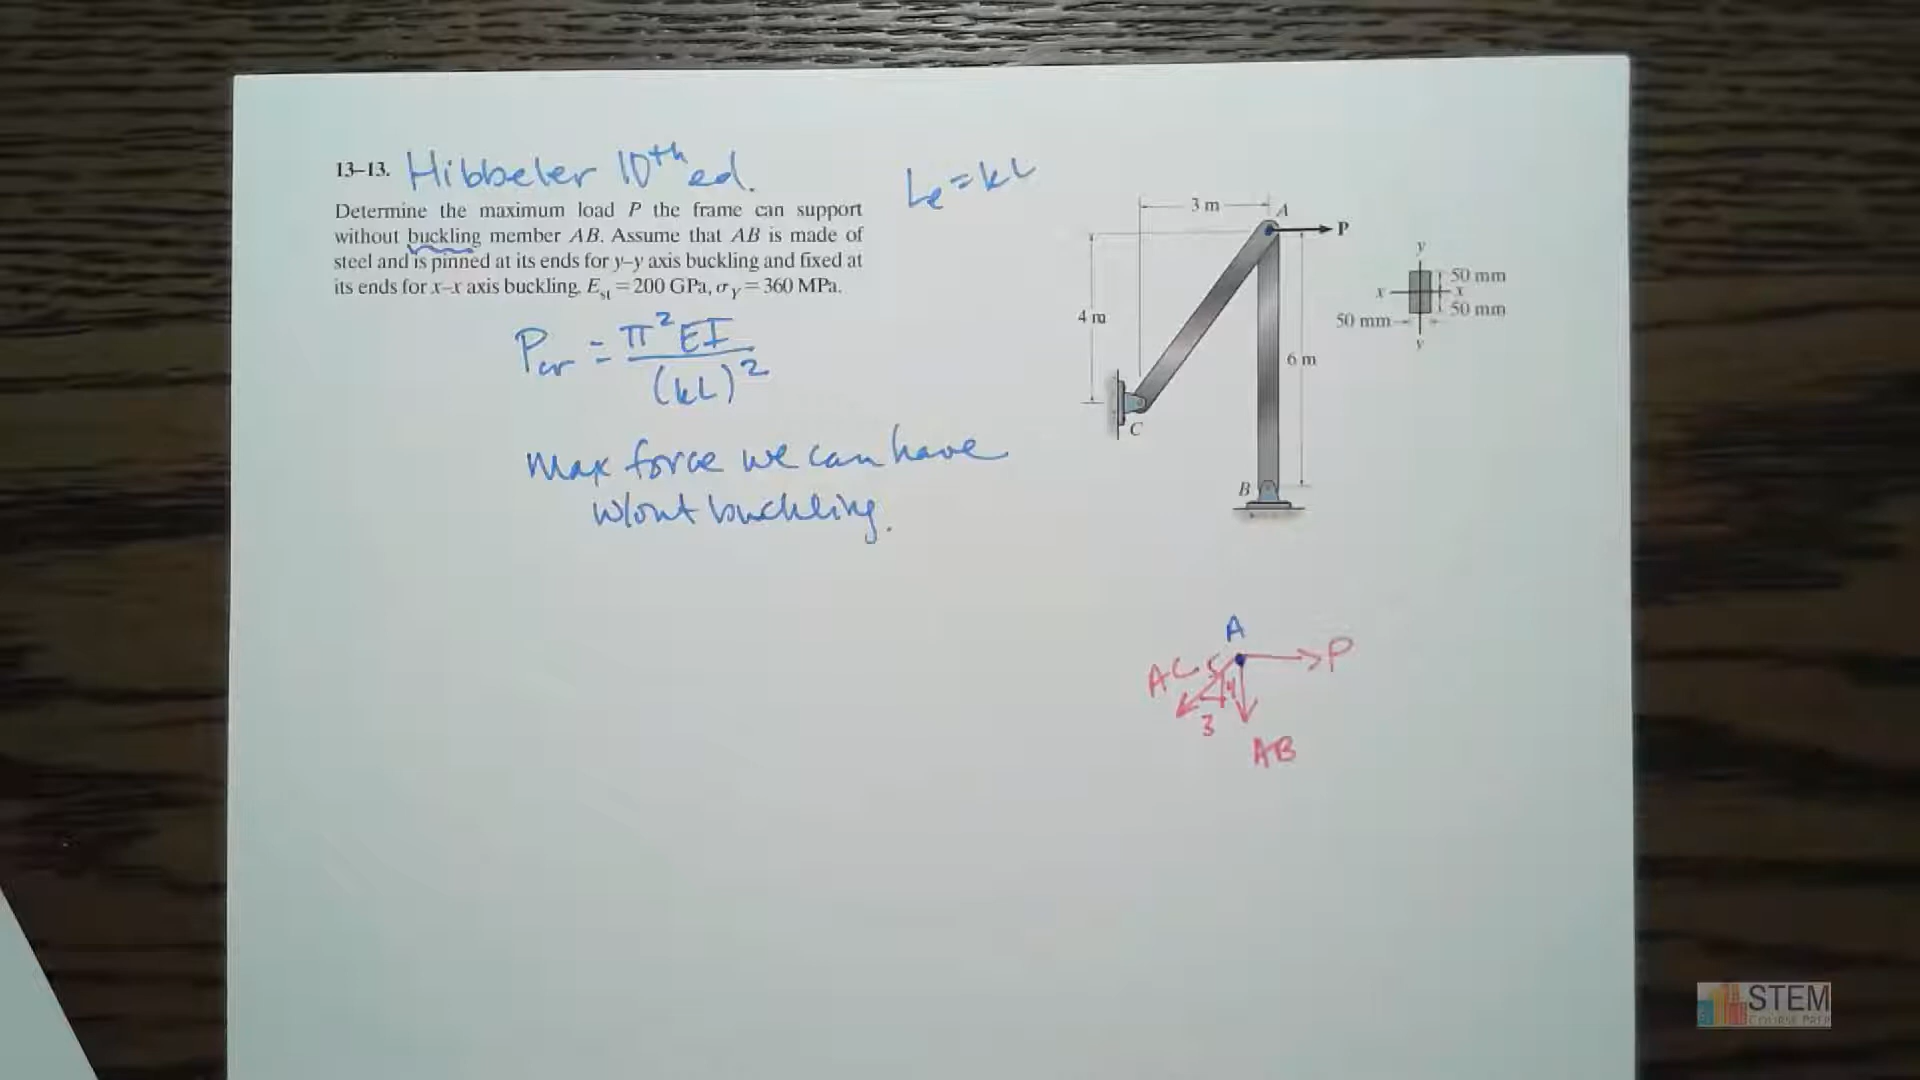 13–13. Hibbeler 10th ed.
Determine the maximum load P the frame can support
without buckling member AB. Assume that AB is made of
steel and is pinned at its ends for y–y axis buckling and fixed at
its ends for x–x axis buckling. Est = 200 GPa, σY = 360 MPa.
Le = kL
Pcr = π²EI
(kL)²
Max force we can have
w/out buckling.
3 m
A
P
4 m
6 m
C
B
y
50 mm
x
x
50 mm
50 mm
y
A
P
AC
5
4
3
AB
STEM
COURSE PREP